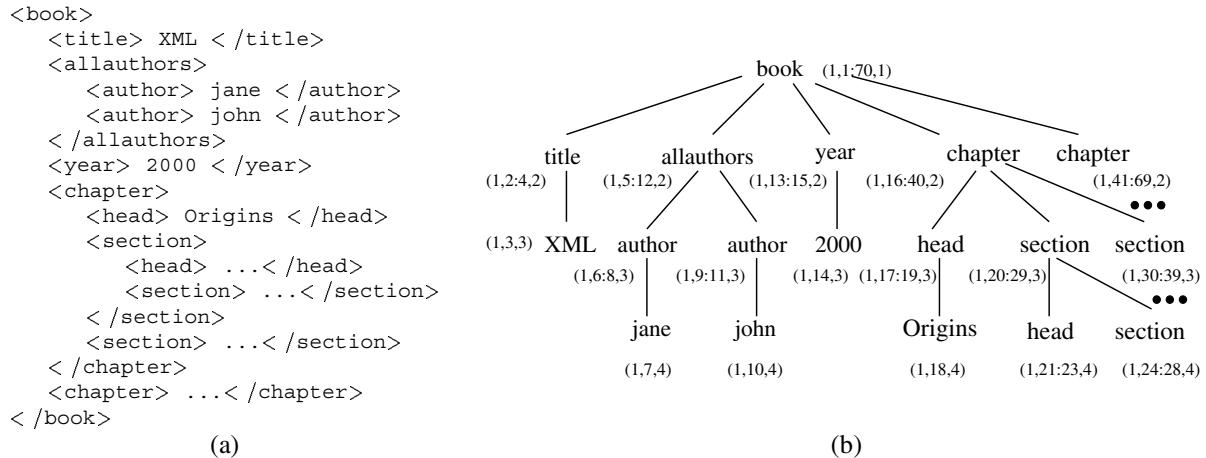 <book>
<title> XML </title>
<allauthors>
<author> jane </author>
<author> john </author>
</allauthors>
<year> 2000 </year>
<chapter>
<head> Origins </head>
<section>
<head> ...</head>
<section> ...</section>
</section>
<section> ...</section>
</chapter>
<chapter> ...</chapter>
</book>
(a)
book (1,1:70,1)
title allauthors year chapter chapter
(1,2:4,2) (1,5:12,2) (1,13:15,2) (1,16:40,2) (1,41:69,2)
(1,3,3) XML author author 2000 head section section
(1,6:8,3) (1,9:11,3) (1,14,3) (1,17:19,3) (1,20:29,3) (1,30:39,3)
jane john Origins head section
(1,7,4) (1,10,4) (1,18,4) (1,21:23,4) (1,24:28,4)
(b)